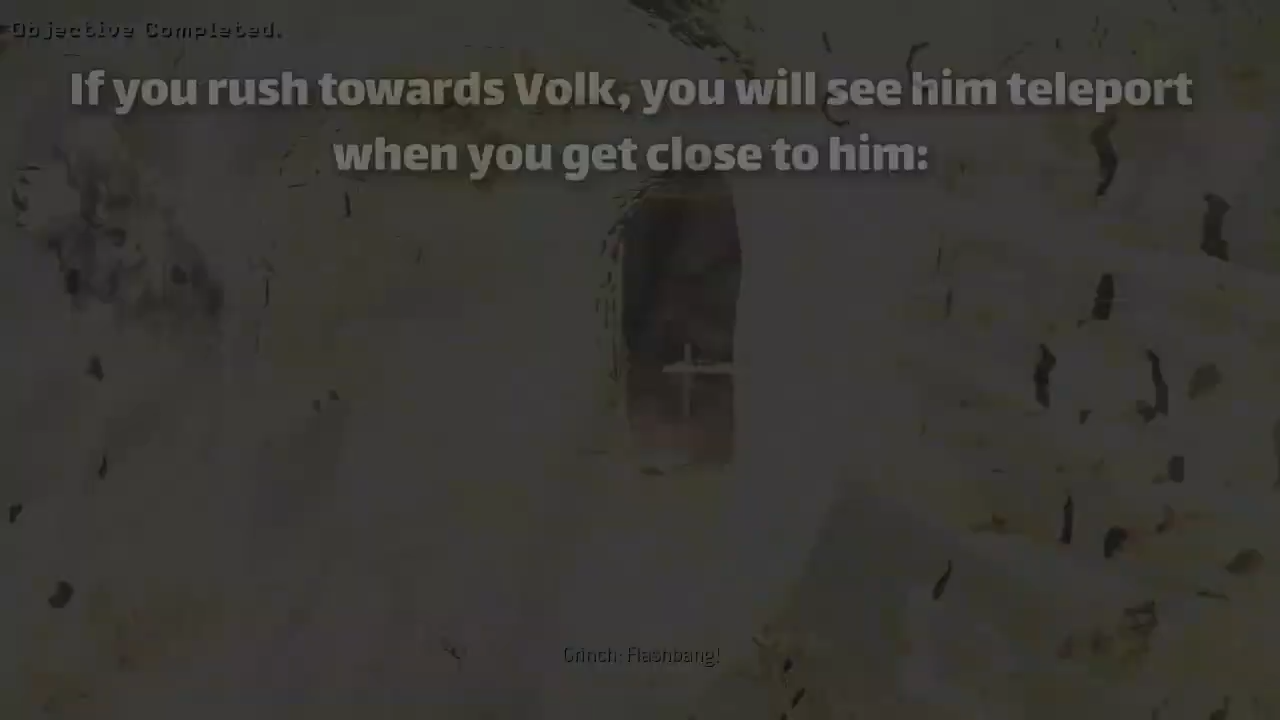 Objective Completed.
If you rush towards Volk, you will see him teleport
when you get close to him:
Grinch: Flashbang!